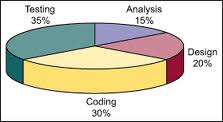 Testing
35%
Analysis
15%
Design
20%
Coding
30%